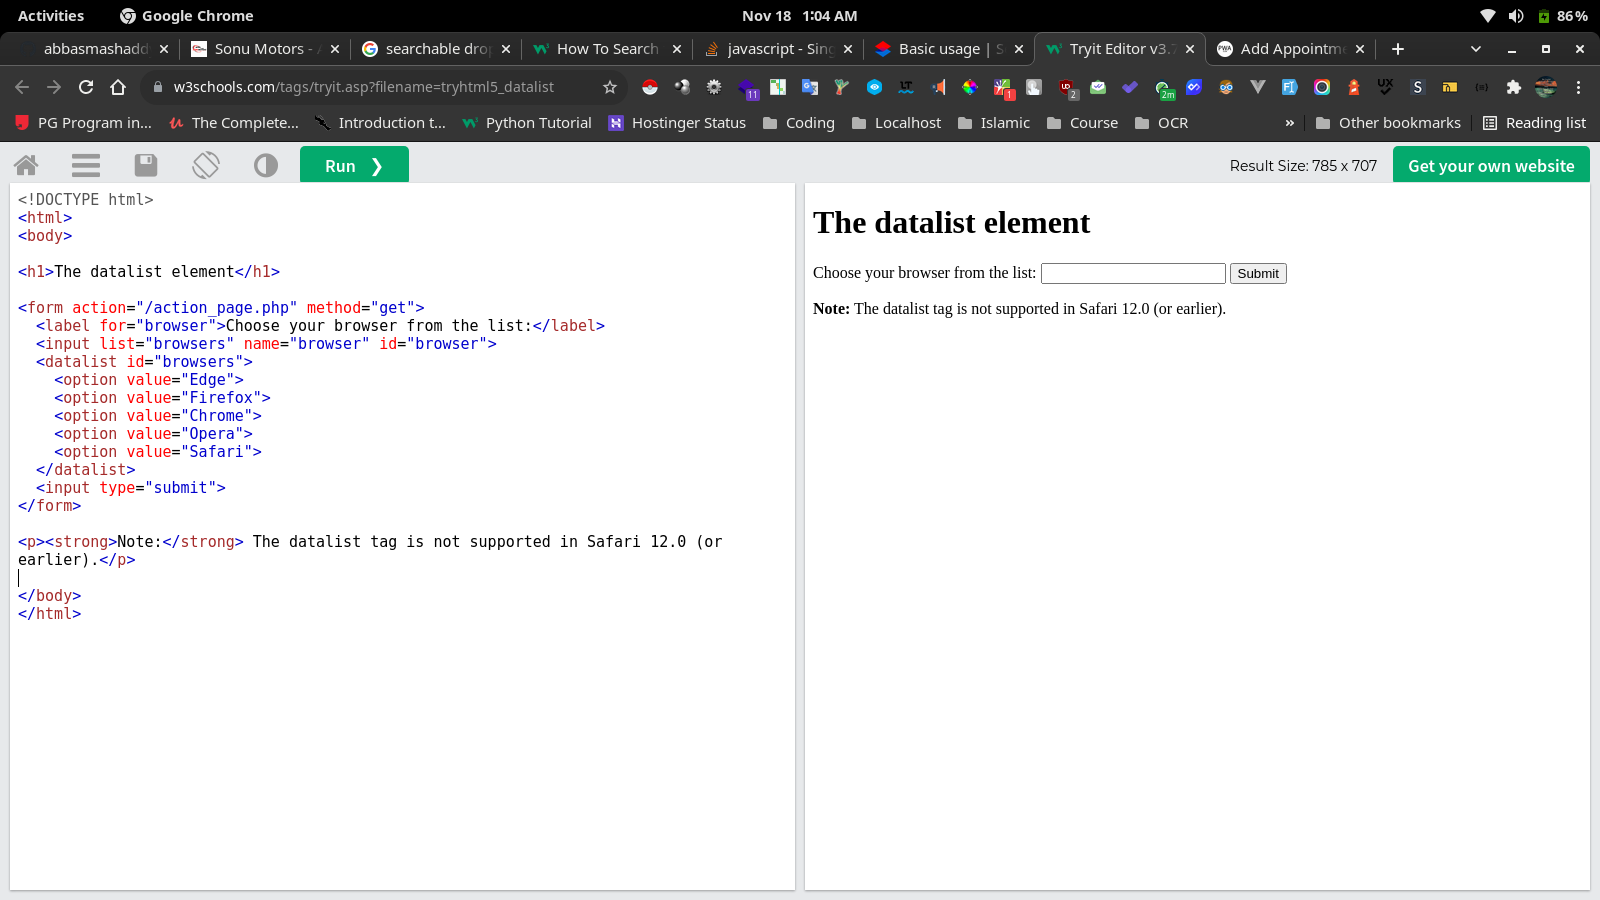 Activities Google Chrome Nov 18 1:04 AM 86%
abbasmashadd Sonu Motors - A searchable drop How To Search javascript - Sing Basic usage | S Tryit Editor v3.7 Add Appointme
w3schools.com/tags/tryit.asp?filename=tryhtml5_datalist 11 1 2 2m
PG Program in... The Complete... Introduction t... Python Tutorial Hostinger Status Coding Localhost Islamic Course OCR » Other bookmarks Reading list
Run ❯ Result Size: 785 x 707 Get your own website
<!DOCTYPE html>
<html>
<body>
<h1>The datalist element</h1>
<form action="/action_page.php" method="get">
<label for="browser">Choose your browser from the list:</label>
<input list="browsers" name="browser" id="browser">
<datalist id="browsers">
<option value="Edge">
<option value="Firefox">
<option value="Chrome">
<option value="Opera">
<option value="Safari">
</datalist>
<input type="submit">
</form>
<p><strong>Note:</strong> The datalist tag is not supported in Safari 12.0 (or
earlier).</p>
</body>
</html>
The datalist element
Choose your browser from the list: Submit
Note: The datalist tag is not supported in Safari 12.0 (or earlier).